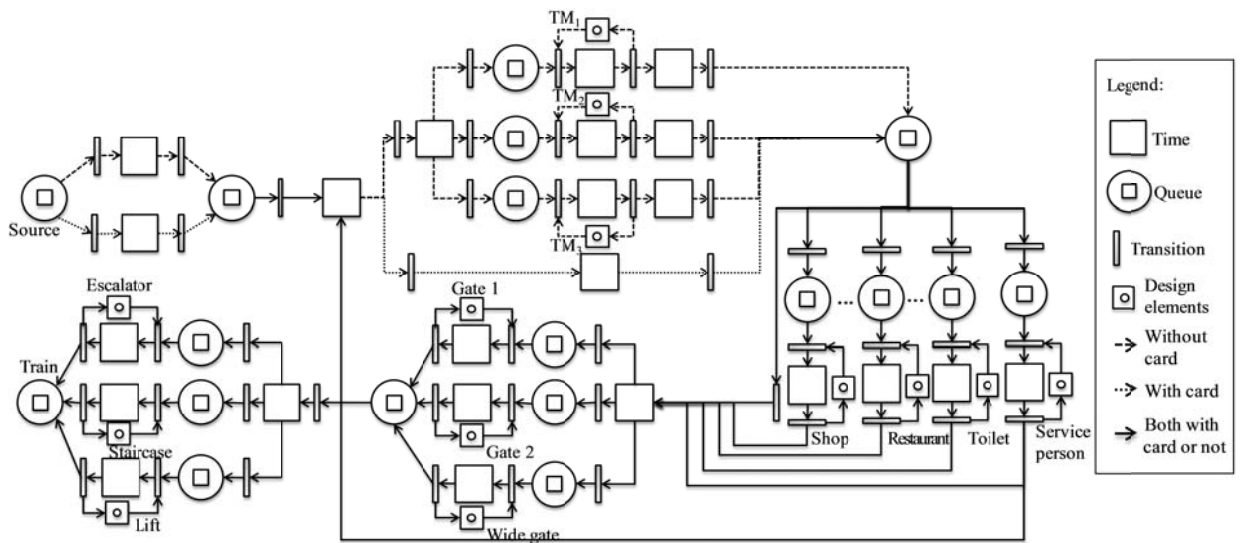 TM1
TM2
TM3
Source
Escalator
Train
Staircase
Lift
Gate 1
Gate 2
Wide gate
...
...
Shop
Restaurant
Toilet
Service
person
Legend:
Time
Queue
Transition
Design
elements
Without
card
With card
Both with
card or not